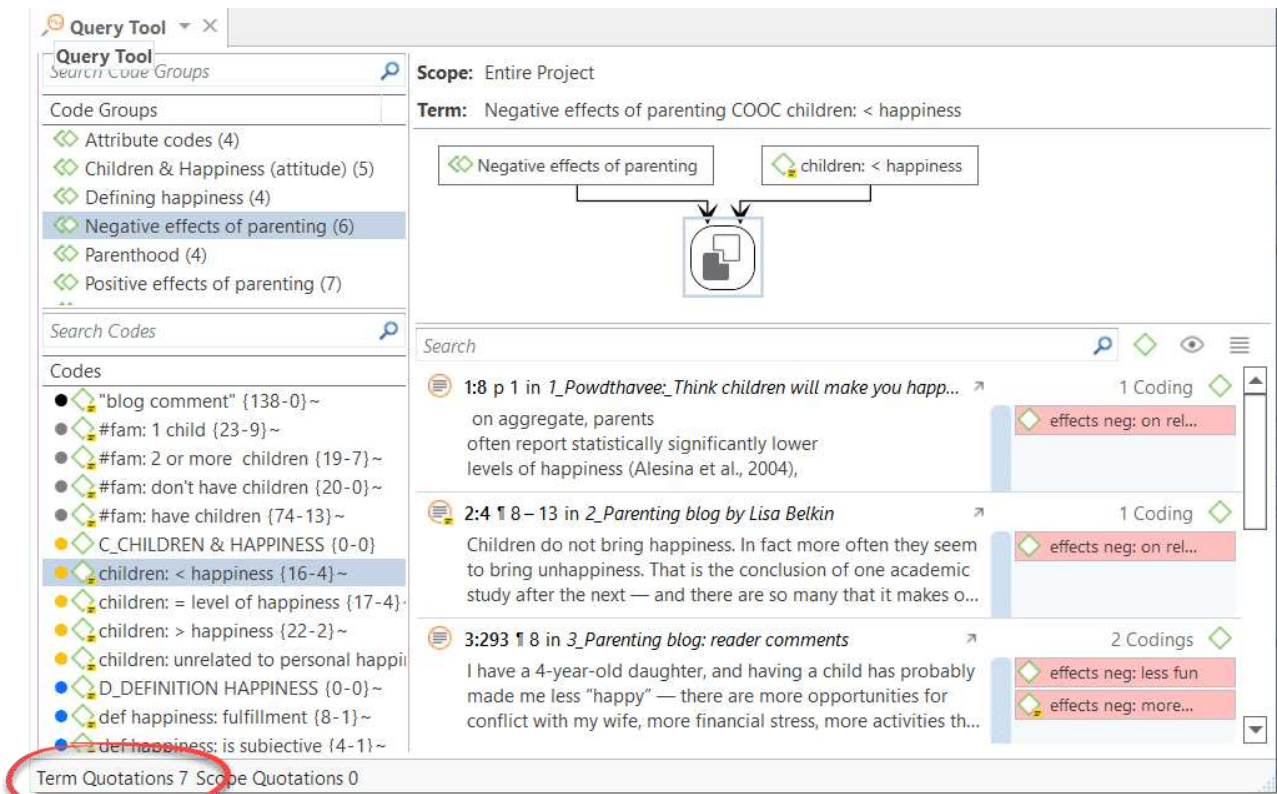 Query Tool
Query Tool
Search Code Groups
Code Groups
Attribute codes (4)
Children & Happiness (attitude) (5)
Defining happiness (4)
Negative effects of parenting (6)
Parenthood (4)
Positive effects of parenting (7)
Search Codes
Codes
"blog comment" {138-0}~
#fam: 1 child {23-9}~
#fam: 2 or more children {19-7}~
#fam: don't have children {20-0}~
#fam: have children {74-13}~
C_CHILDREN & HAPPINESS {0-0}
children: < happiness {16-4}~
children: = level of happiness {17-4}
children: > happiness {22-2}~
children: unrelated to personal happi
D_DEFINITION HAPPINESS {0-0}~
def happiness: fulfillment {8-1}~
def happiness: is subjective {4-1}~
Scope: Entire Project
Term: Negative effects of parenting COOC children: < happiness
Negative effects of parenting
children: < happiness
Search
1:8 p 1 in 1_Powdthavee:_Think children will make you happ...
1 Coding
on aggregate, parents
often report statistically significantly lower
levels of happiness (Alesina et al., 2004),
effects neg: on rel...
2:4 ¶ 8 – 13 in 2_Parenting blog by Lisa Belkin
1 Coding
Children do not bring happiness. In fact more often they seem
to bring unhappiness. That is the conclusion of one academic
study after the next — and there are so many that it makes o...
effects neg: on rel...
3:293 ¶ 8 in 3_Parenting blog: reader comments
2 Codings
I have a 4-year-old daughter, and having a child has probably
made me less "happy" — there are more opportunities for
conflict with my wife, more financial stress, more activities th...
effects neg: less fun
effects neg: more...
Term Quotations 7 Scope Quotations 0